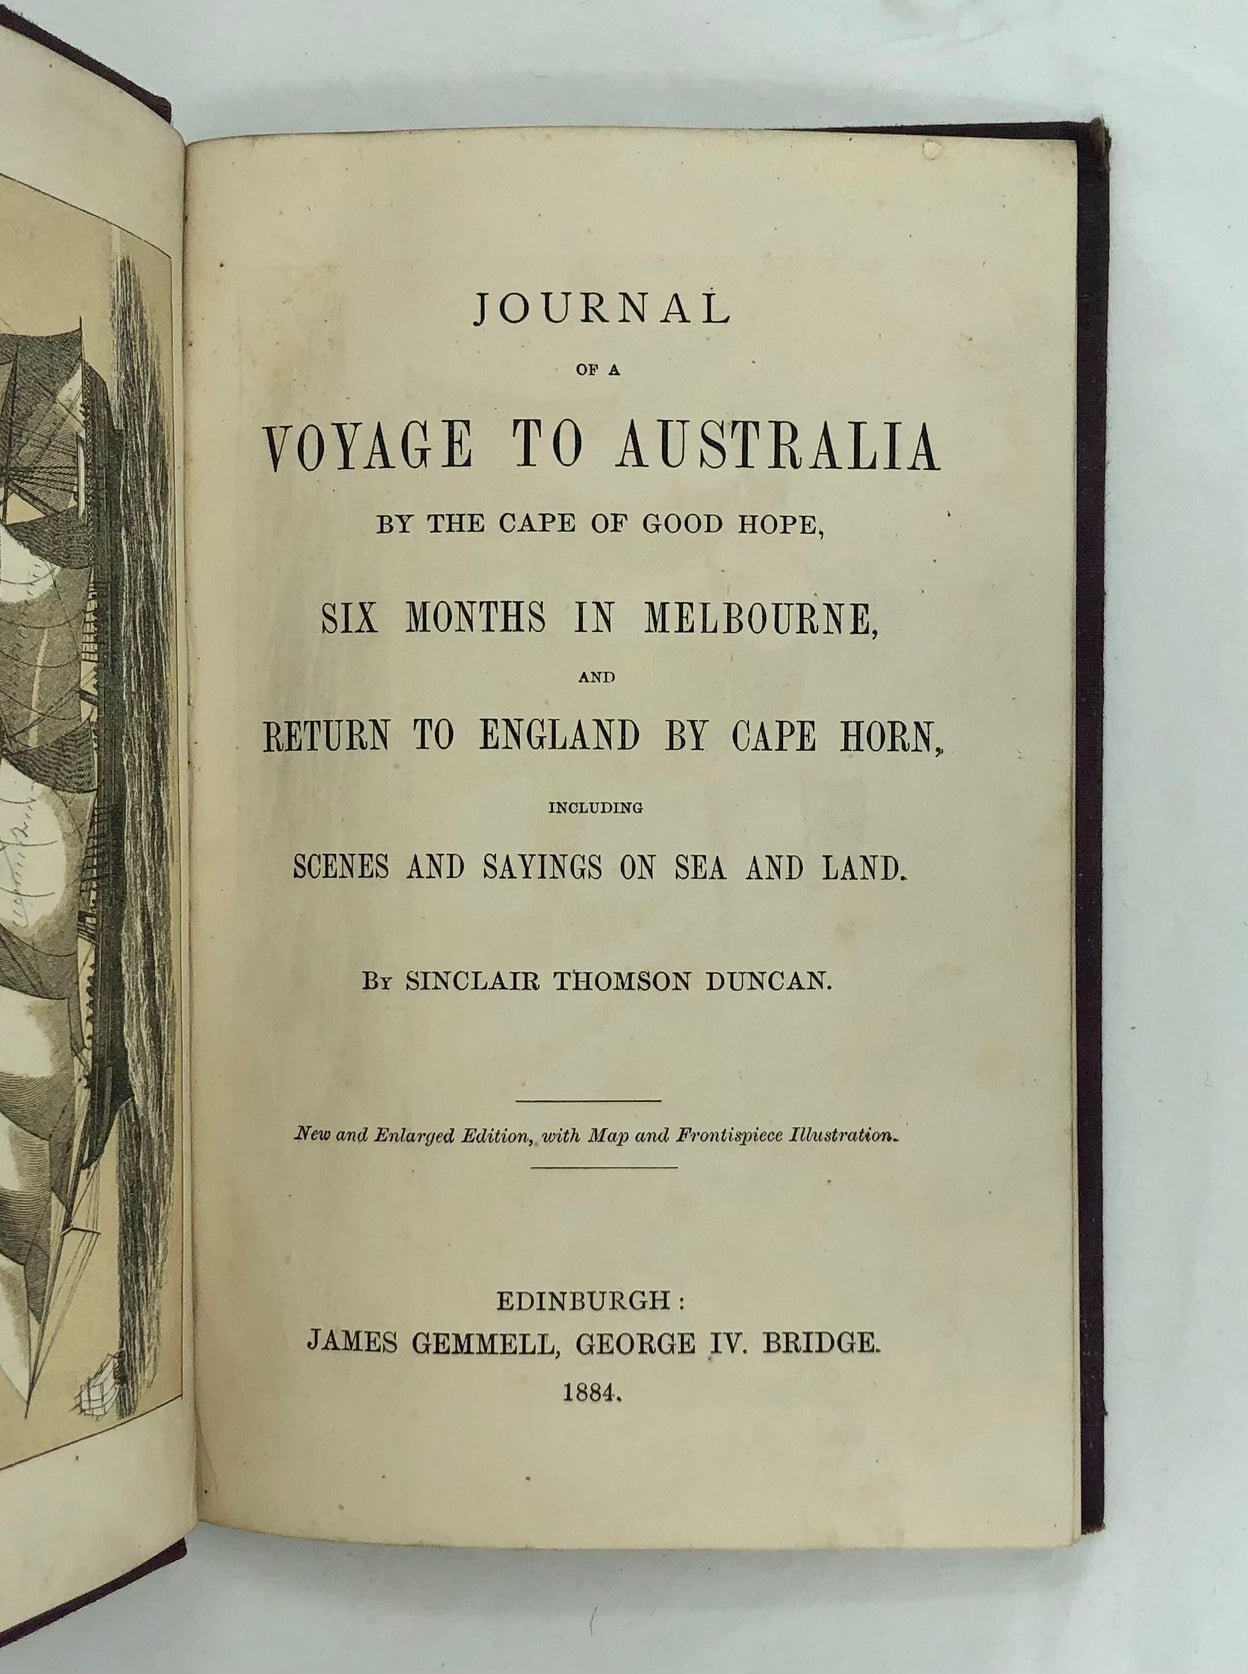 JOURNAL
OF A
VOYAGE TO AUSTRALIA
BY THE CAPE OF GOOD HOPE,
SIX MONTHS IN MELBOURNE,
AND
RETURN TO ENGLAND BY CAPE HORN,
INCLUDING
SCENES AND SAYINGS ON SEA AND LAND.
By SINCLAIR THOMSON DUNCAN.
New and Enlarged Edition, with Map and Frontispiece Illustration.
EDINBURGH:
JAMES GEMMELL, GEORGE IV. BRIDGE.
1884.